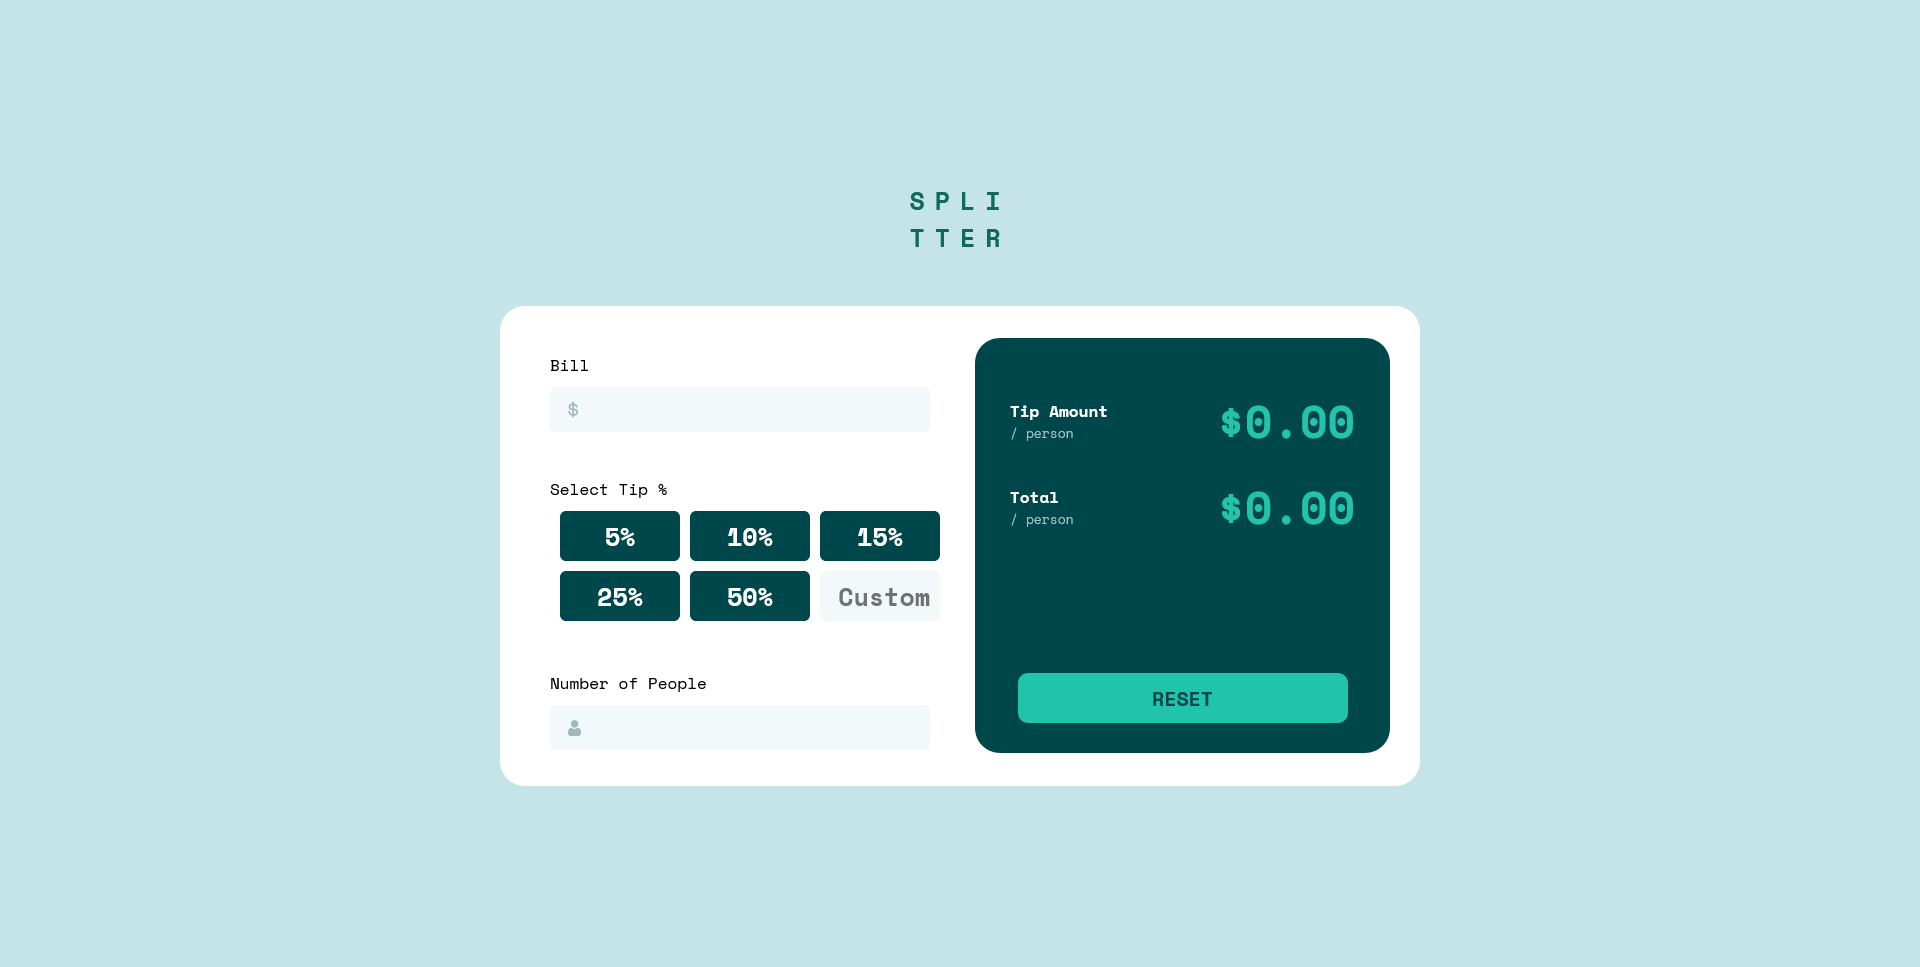 SPLI
TTER
Bill
$
Select Tip %
5% 10% 15%
25% 50% Custom
Number of People
Tip Amount
/ person
$0.00
Total
/ person
$0.00
RESET